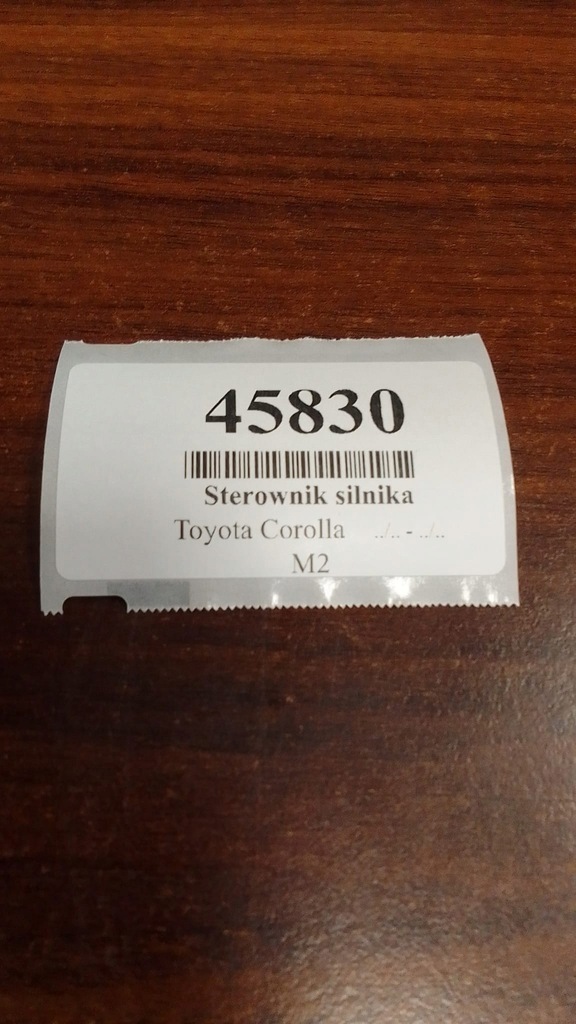 45830
Sterownik silnika
Toyota Corolla ../.. - ../..
M2